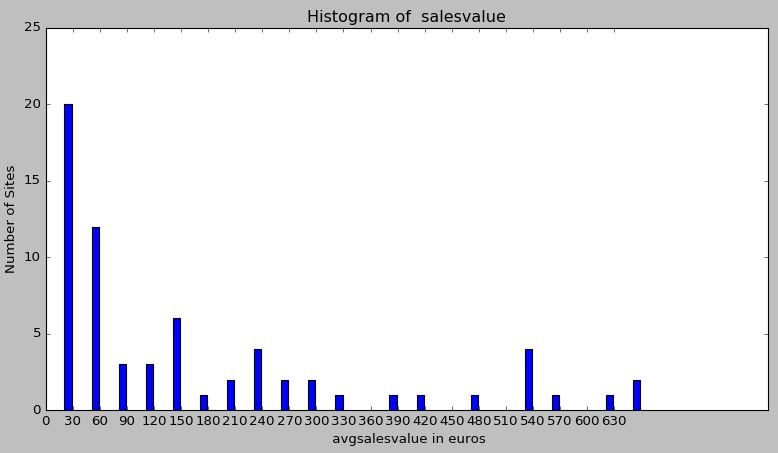 Histogram of  salesvalue
25
20
15
10
5
0
Number of Sites
0 30 60 90 120 150 180 210 240 270 300 330 360 390 420 450 480 510 540 570 600 630
avgsalesvalue in euros